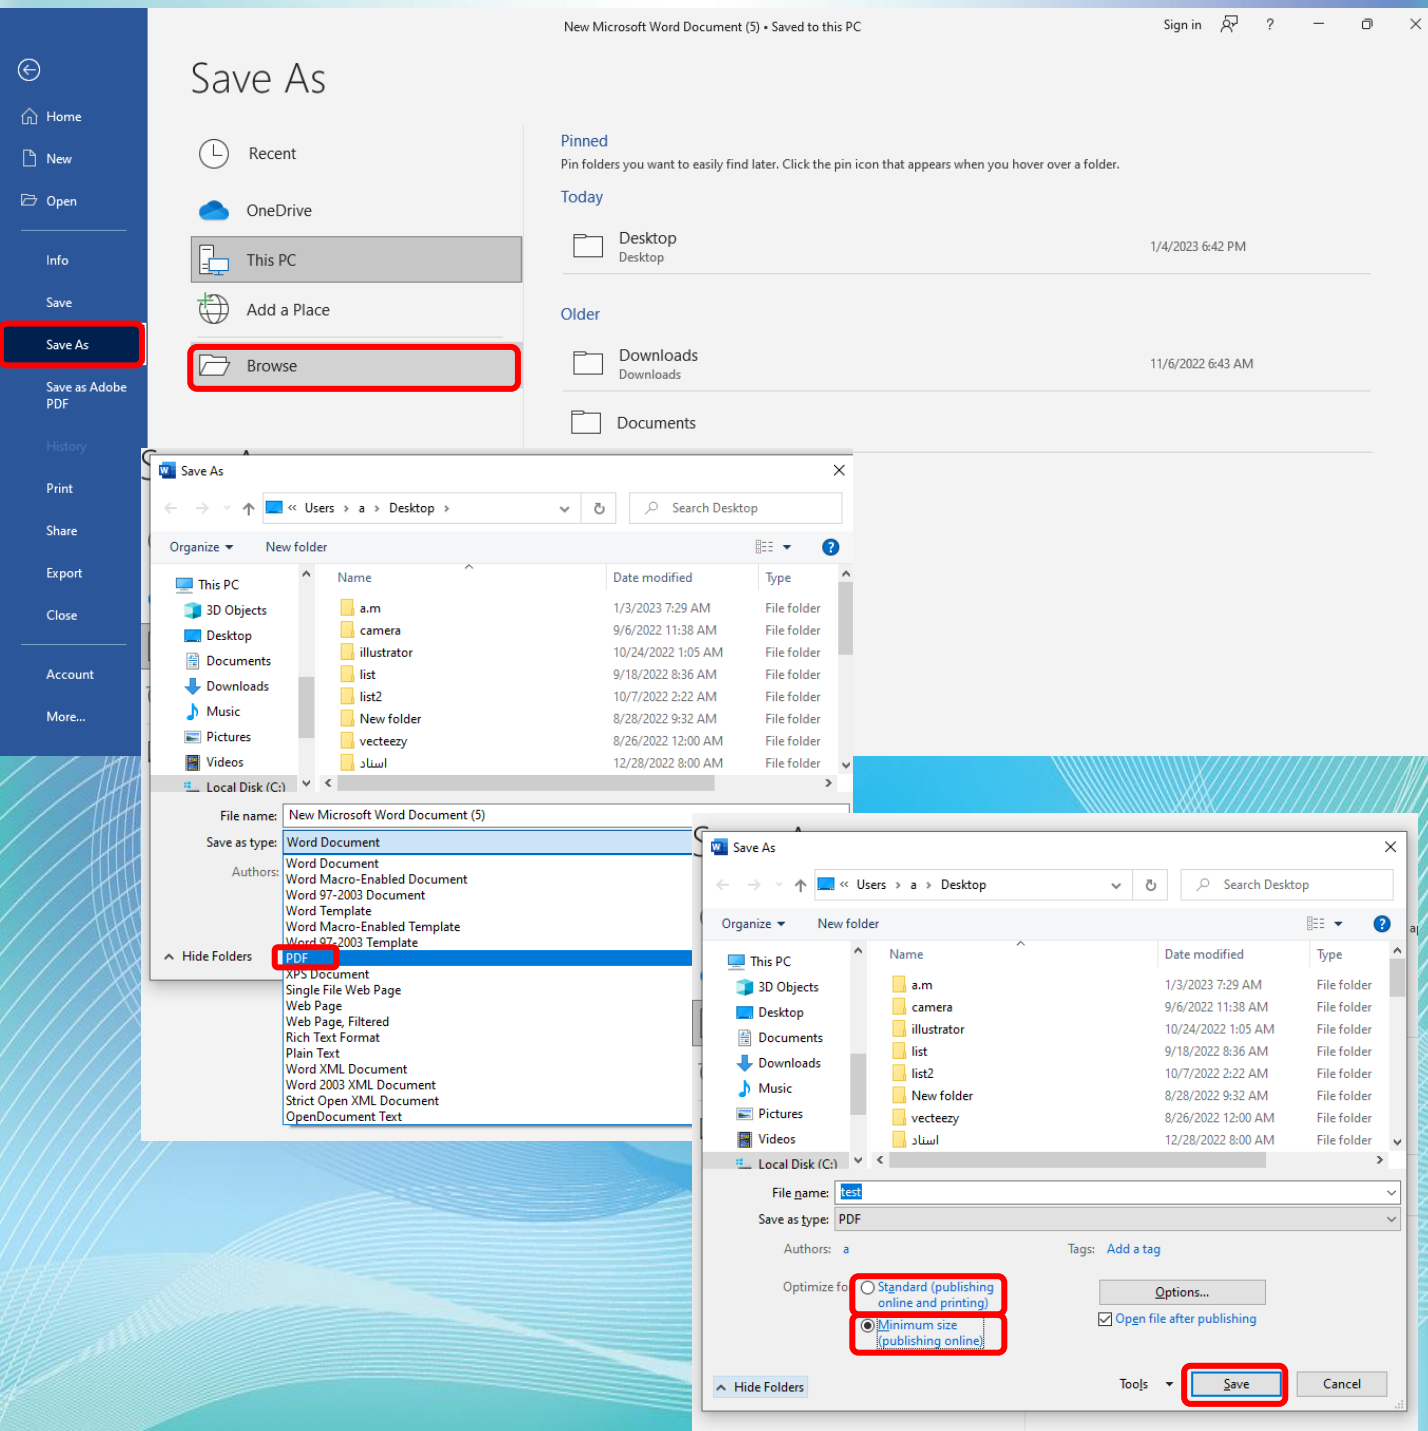 New Microsoft Word Document (5) • Saved to this PC
Sign in
?
Save As
Home
New
Open
Info
Save
Save As
Save as Adobe
PDF
History
Print
Share
Export
Close
Account
More...
Recent
OneDrive
This PC
Add a Place
Browse
Pinned
Pin folders you want to easily find later. Click the pin icon that appears when you hover over a folder.
Today
Desktop
Desktop
1/4/2023 6:42 PM
Older
Downloads
Downloads
11/6/2022 6:43 AM
Documents
Save As
« Users › a › Desktop ›
Search Desktop
Organize
New folder
?
This PC
3D Objects
Desktop
Documents
Downloads
Music
Pictures
Videos
Local Disk (C:)
Name Date modified Type
a.m 1/3/2023 7:29 AM File folder
camera 9/6/2022 11:38 AM File folder
illustrator 10/24/2022 1:05 AM File folder
list 9/18/2022 8:36 AM File folder
list2 10/7/2022 2:22 AM File folder
New folder 8/28/2022 9:32 AM File folder
vecteezy 8/26/2022 12:00 AM File folder
اسناد 12/28/2022 8:00 AM File folder
File name: New Microsoft Word Document (5)
Save as type: Word Document
Authors:
Hide Folders
Word Document
Word Macro-Enabled Document
Word 97-2003 Document
Word Template
Word Macro-Enabled Template
Word 97-2003 Template
PDF
XPS Document
Single File Web Page
Web Page
Web Page, Filtered
Rich Text Format
Plain Text
Word XML Document
Word 2003 XML Document
Strict Open XML Document
OpenDocument Text
Save As
« Users › a › Desktop
Search Desktop
Organize
New folder
?
This PC
3D Objects
Desktop
Documents
Downloads
Music
Pictures
Videos
Local Disk (C:)
Name Date modified Type
a.m 1/3/2023 7:29 AM File folder
camera 9/6/2022 11:38 AM File folder
illustrator 10/24/2022 1:05 AM File folder
list 9/18/2022 8:36 AM File folder
list2 10/7/2022 2:22 AM File folder
New folder 8/28/2022 9:32 AM File folder
vecteezy 8/26/2022 12:00 AM File folder
اسناد 12/28/2022 8:00 AM File folder
File name: test
Save as type: PDF
Authors: a
Tags: Add a tag
Optimize fo
Standard (publishing
online and printing)
Minimum size
(publishing online)
Options...
Open file after publishing
Hide Folders
Tools
Save
Cancel